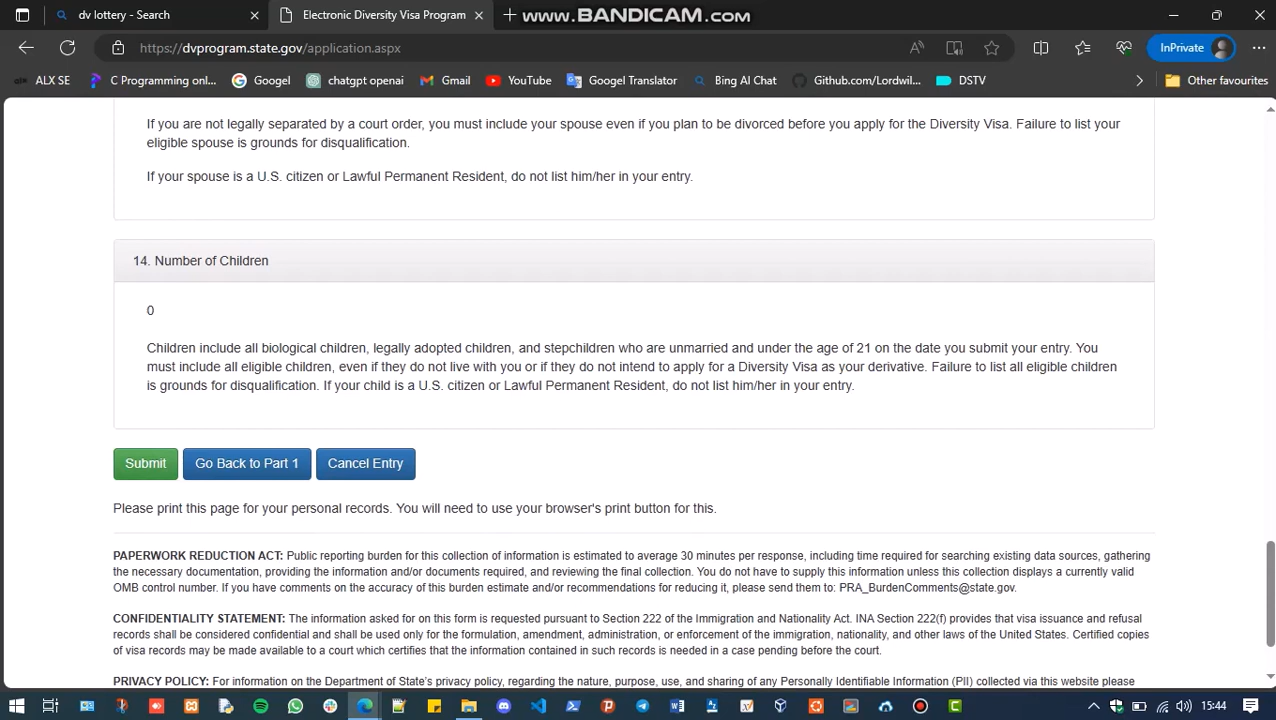 dv lottery - Search
Electronic Diversity Visa Program
WWW.BANDICAM.COM
https://dvprogram.state.gov/application.aspx
InPrivate
ALX SE
C Programming onl...
Googel
chatgpt openai
Gmail
YouTube
Googel Translator
Bing AI Chat
Github.com/Lordwil...
DSTV
Other favourites
If you are not legally separated by a court order, you must include your spouse even if you plan to be divorced before you apply for the Diversity Visa. Failure to list your
eligible spouse is grounds for disqualification.
If your spouse is a U.S. citizen or Lawful Permanent Resident, do not list him/her in your entry.
14. Number of Children
0
Children include all biological children, legally adopted children, and stepchildren who are unmarried and under the age of 21 on the date you submit your entry. You
must include all eligible children, even if they do not live with you or if they do not intend to apply for a Diversity Visa as your derivative. Failure to list all eligible children
is grounds for disqualification. If your child is a U.S. citizen or Lawful Permanent Resident, do not list him/her in your entry.
Submit
Go Back to Part 1
Cancel Entry
Please print this page for your personal records. You will need to use your browser's print button for this.
PAPERWORK REDUCTION ACT: Public reporting burden for this collection of information is estimated to average 30 minutes per response, including time required for searching existing data sources, gathering
the necessary documentation, providing the information and/or documents required, and reviewing the final collection. You do not have to supply this information unless this collection displays a currently valid
OMB control number. If you have comments on the accuracy of this burden estimate and/or recommendations for reducing it, please send them to: PRA_BurdenComments@state.gov.
CONFIDENTIALITY STATEMENT: The information asked for on this form is requested pursuant to Section 222 of the Immigration and Nationality Act. INA Section 222(f) provides that visa issuance and refusal
records shall be considered confidential and shall be used only for the formulation, amendment, administration, or enforcement of the immigration, nationality, and other laws of the United States. Certified copies
of visa records may be made available to a court which certifies that the information contained in such records is needed in a case pending before the court.
PRIVACY POLICY: For information on the Department of State's privacy policy, regarding the nature, purpose, use, and sharing of any Personally Identifiable Information (PII) collected via this website please
15:44